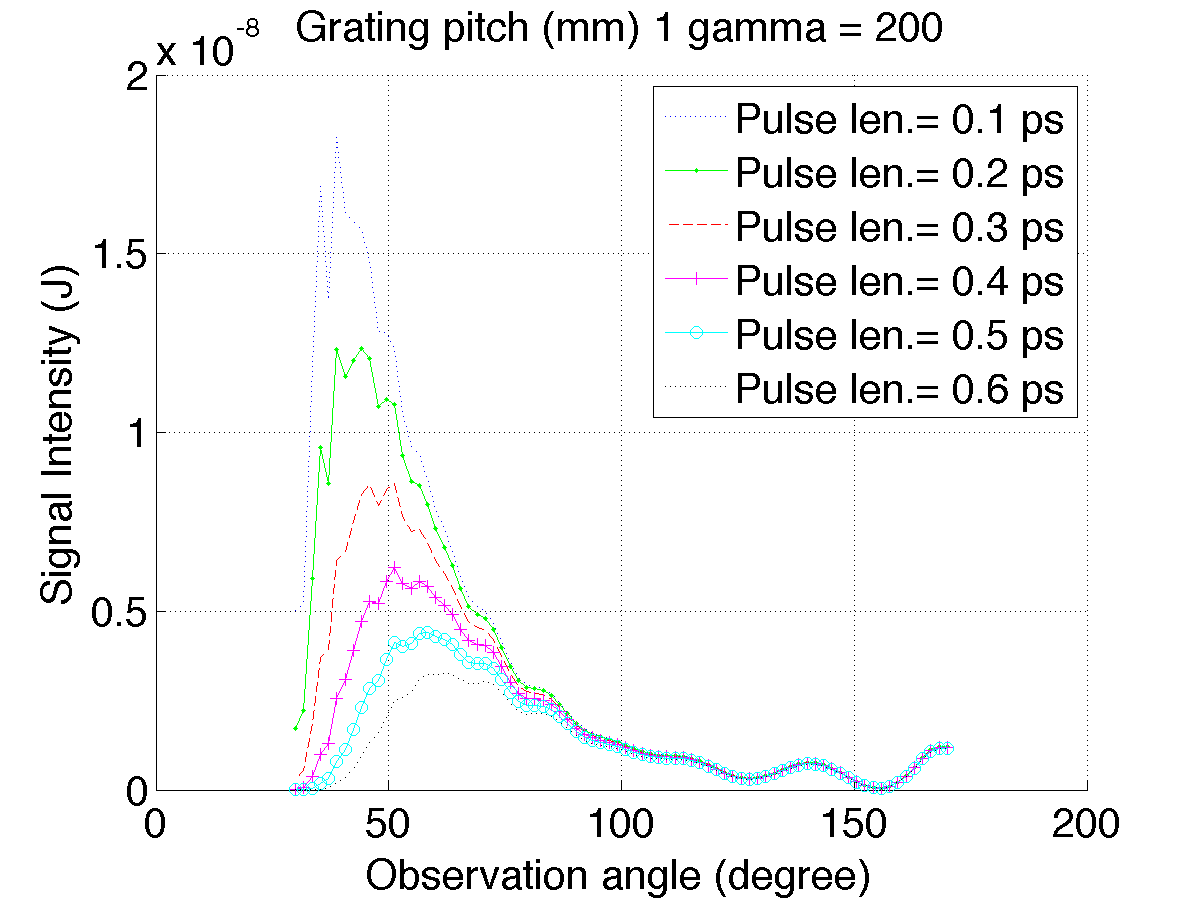 x 10-8
Grating pitch (mm) 1 gamma = 200
2
1.5
1
0.5
0
Signal Intensity (J)
Pulse len.= 0.1 ps
Pulse len.= 0.2 ps
Pulse len.= 0.3 ps
Pulse len.= 0.4 ps
Pulse len.= 0.5 ps
Pulse len.= 0.6 ps
0 50 100 150 200
Observation angle (degree)